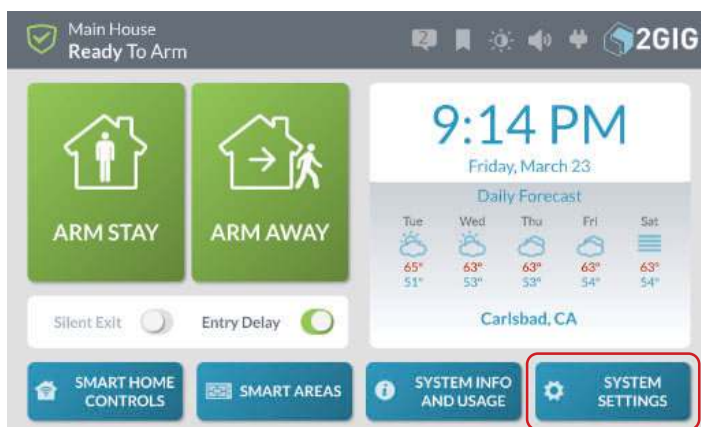 Main House
Ready To Arm
2
2GIG
ARM STAY
ARM AWAY
9:14 PM
Friday, March 23
Daily Forecast
Tue Wed Thu Fri Sat
65° 63° 63° 63° 63°
51° 53° 53° 54° 54°
Carlsbad, CA
Silent Exit
Entry Delay
SMART HOME
CONTROLS
SMART AREAS
SYSTEM INFO
AND USAGE
SYSTEM
SETTINGS